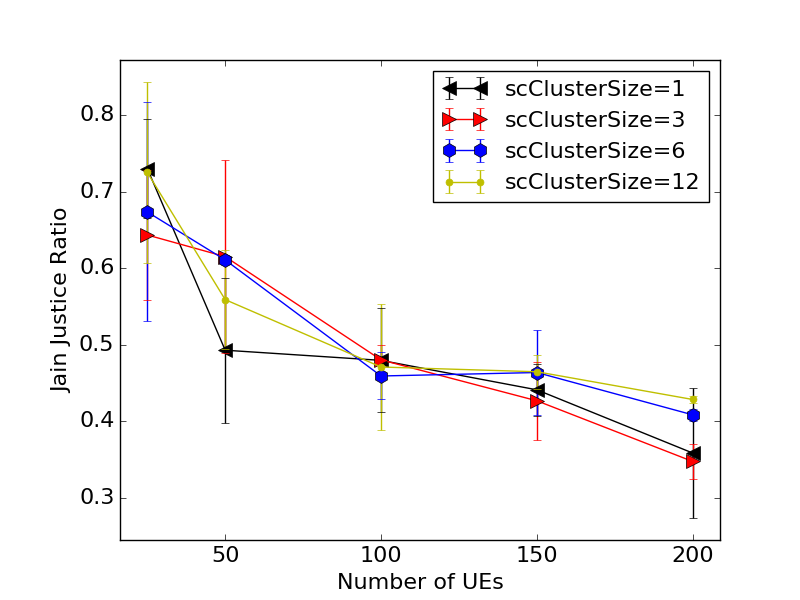 scClusterSize=1
scClusterSize=3
scClusterSize=6
scClusterSize=12
0.8
0.7
0.6
0.5
0.4
0.3
Jain Justice Ratio
50 100 150 200
Number of UEs